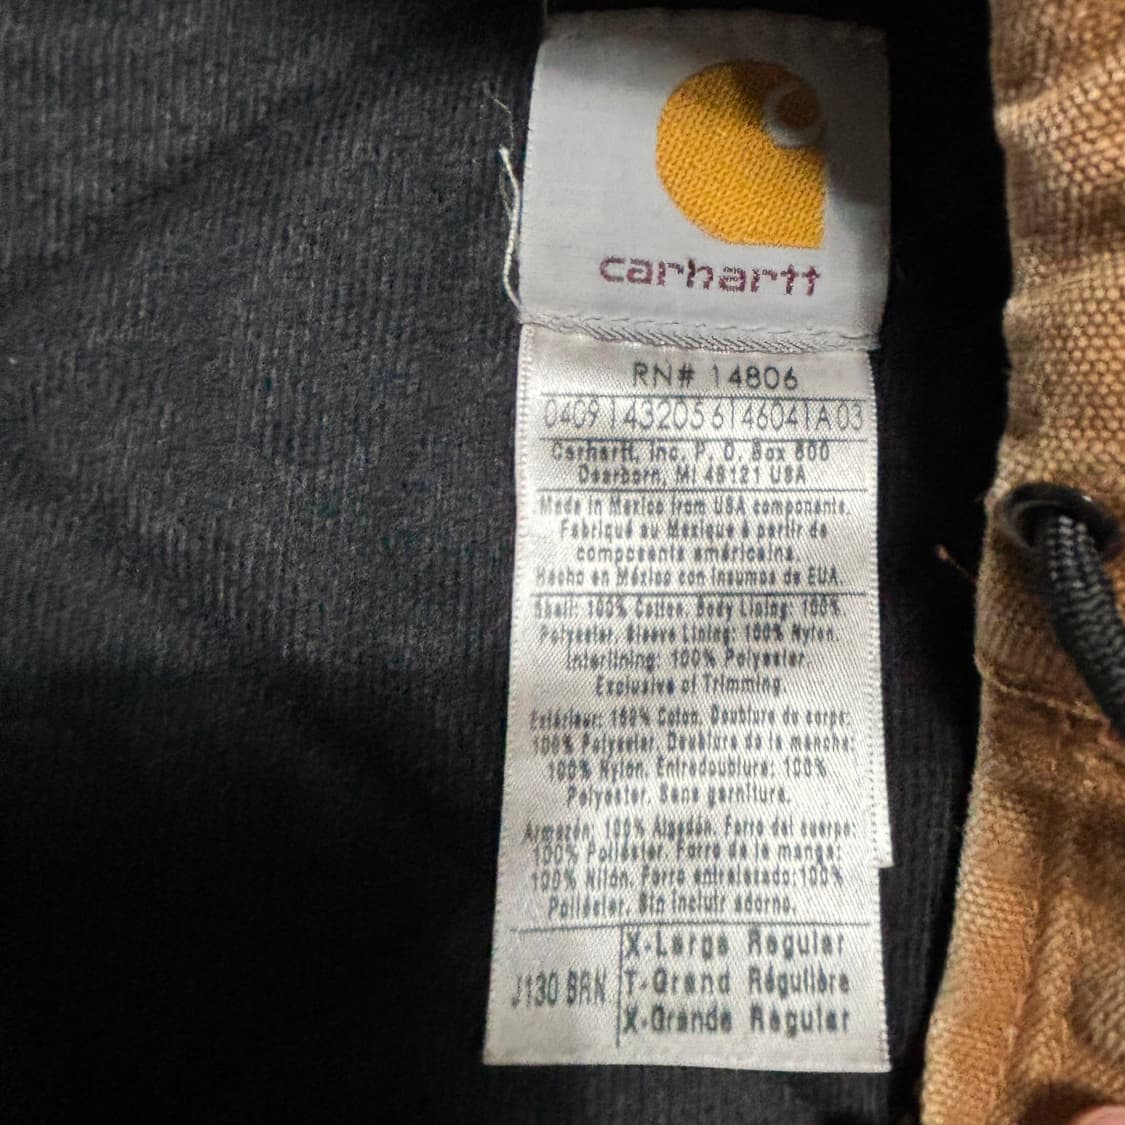 carhartt
RN# 14806
0409 143205 6146041A 03
Carhartt, Inc. P. O. Box 600
Dearborn, MI 48121 USA
Made in Mexico from USA components.
Fabriqué au Mexique à partir de
composants américains.
Hecho en México con insumos de EUA.
Shell: 100% Cotton. Body Lining: 100%
Polyester. Sleeve Lining: 100% Nylon.
Interlining: 100% Polyester.
Exclusive of Trimming.
Extérieur: 100% Coton. Doublure du corps:
100% Polyester. Doublure de la manche:
100% Nylon. Entredoublure: 100%
Polyester. Sans garniture.
Armazón: 100% Algodón. Forro del cuerpo:
100% Poliéster. Forro de la manga:
100% Nilón. Forro entrelazado:100%
Poliéster. Sin incluir adorno.
J130 BRN
X-Large Regular
T-Grand Régulière
X-Grande Regular